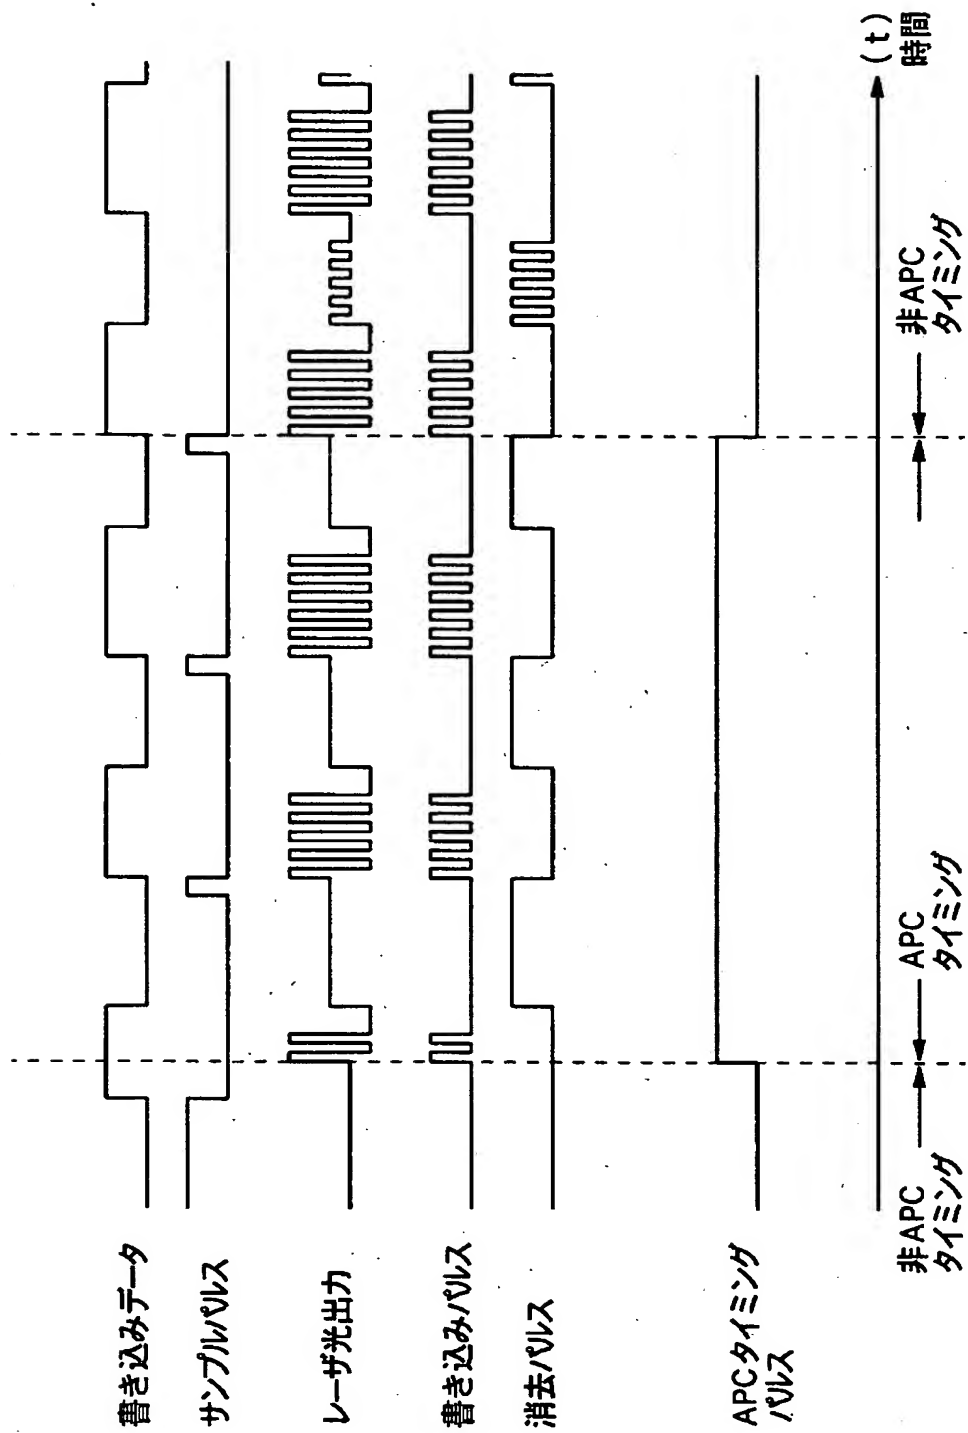 書き込みデータ
サンプルパルス
レーザ光出力
書き込みパルス
消去パルス
APCタイミング
パルス
非APC
タイミング
APC
タイミング
非APC
タイミング
(t)
時間